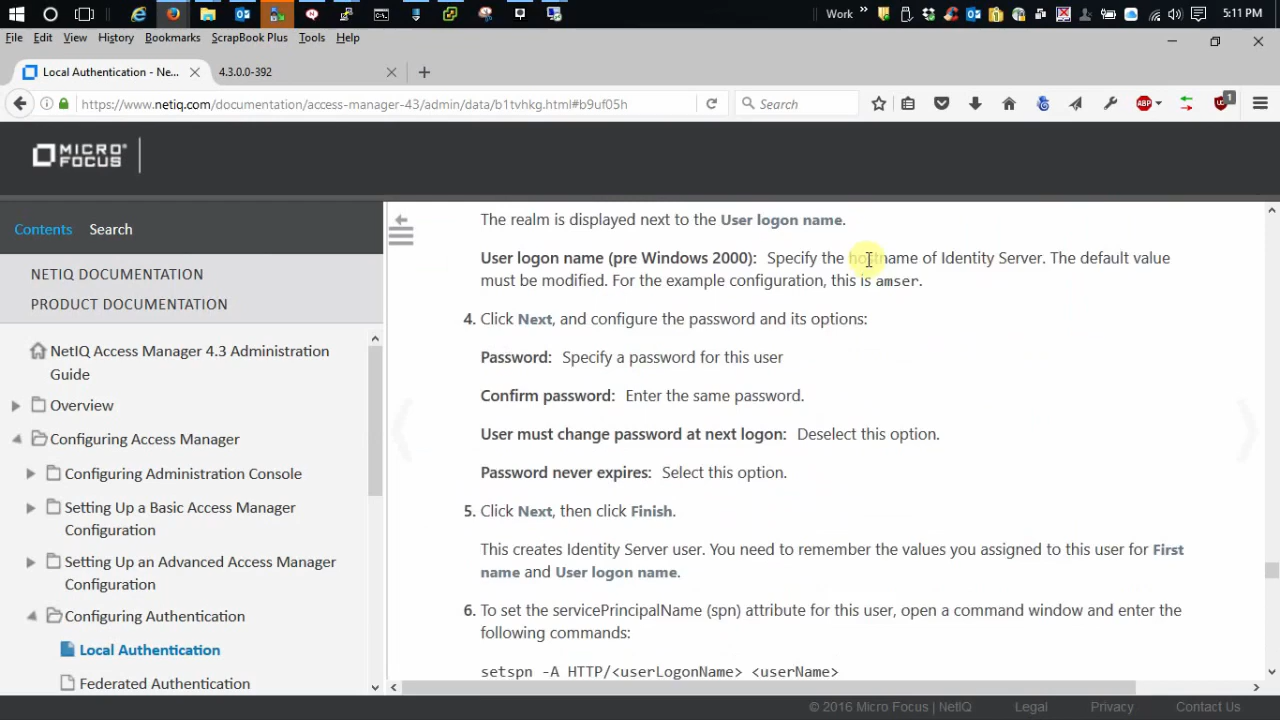 Work »
5:11 PM
File Edit View History Bookmarks ScrapBook Plus Tools Help
Local Authentication - Ne...
4.3.0.0-392
https://www.netiq.com/documentation/access-manager-43/admin/data/b1tvhkg.html#b9uf05h
Search
ABP
1
MICRO
FOCUS
Contents Search
NETIQ DOCUMENTATION
PRODUCT DOCUMENTATION
NetIQ Access Manager 4.3 Administration
Guide
Overview
Configuring Access Manager
Configuring Administration Console
Setting Up a Basic Access Manager
Configuration
Setting Up an Advanced Access Manager
Configuration
Configuring Authentication
Local Authentication
Federated Authentication
The realm is displayed next to the User logon name.
User logon name (pre Windows 2000): Specify the hostname of Identity Server. The default value
must be modified. For the example configuration, this is amser.
4. Click Next, and configure the password and its options:
Password: Specify a password for this user
Confirm password: Enter the same password.
User must change password at next logon: Deselect this option.
Password never expires: Select this option.
5. Click Next, then click Finish.
This creates Identity Server user. You need to remember the values you assigned to this user for First
name and User logon name.
6. To set the servicePrincipalName (spn) attribute for this user, open a command window and enter the
following commands:
setspn -A HTTP/<userLogonName> <userName>
© 2016 Micro Focus | NetIQ Legal Privacy Contact Us